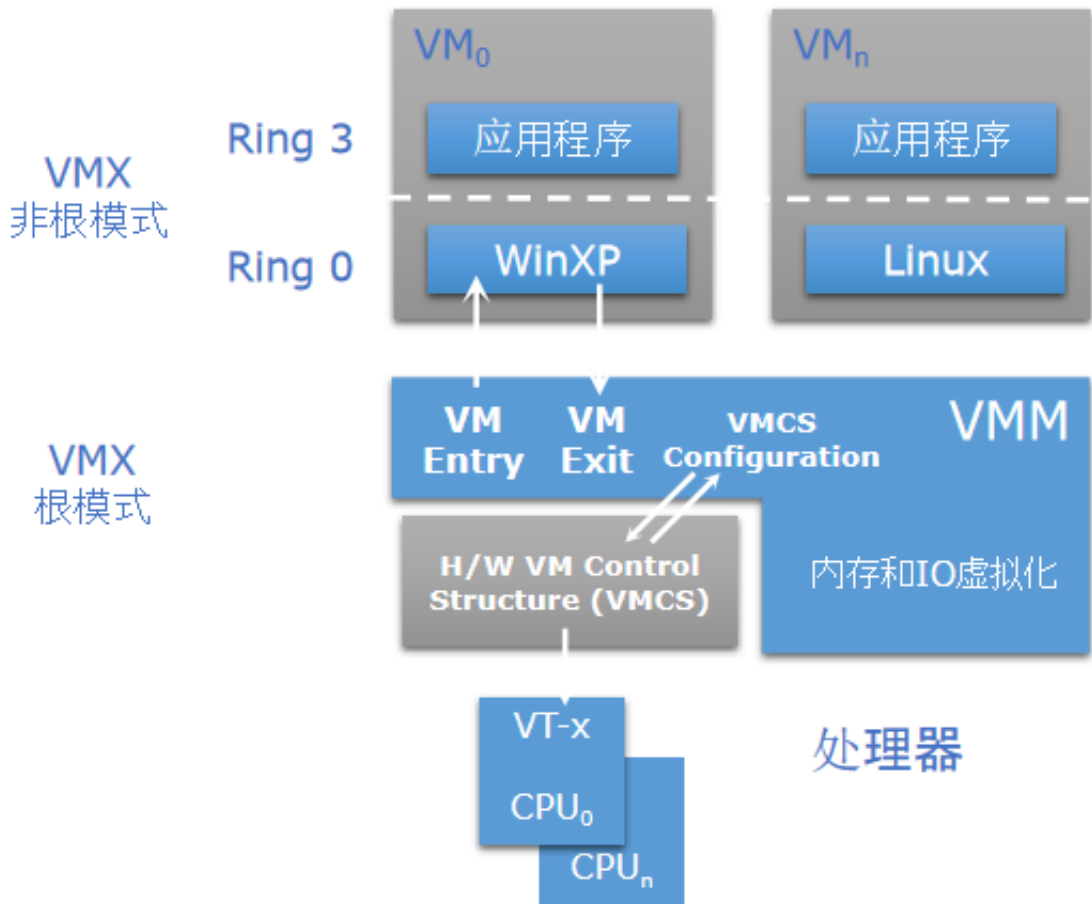 VM0
VMn
Ring 3
应用程序
应用程序
VMX
非根模式
Ring 0
WinXP
Linux
VM
Entry
VM
Exit
VMCS
Configuration
VMM
VMX
根模式
H/W VM Control
Structure (VMCS)
内存和IO虚拟化
VT-x
CPU0
处理器
CPUn